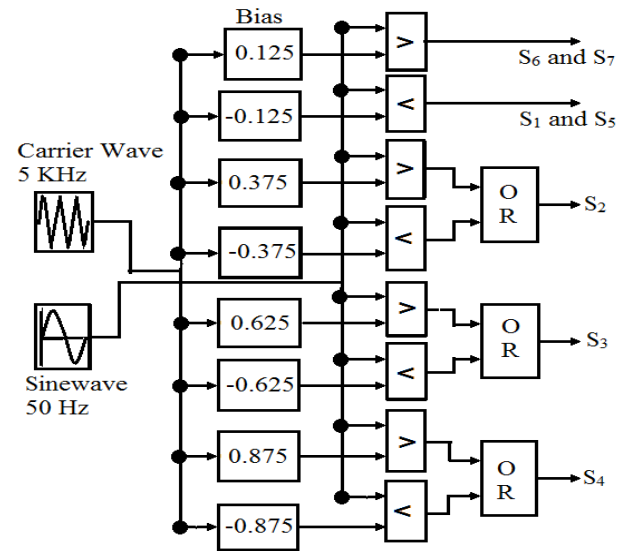 Bias
0.125
>
S₆ and S₇
-0.125
<
S₁ and S₅
Carrier Wave
5 KHz
0.375
>
O
R
S₂
-0.375
<
0.625
>
O
R
S₃
Sinewave
50 Hz
-0.625
<
0.875
>
O
R
S₄
-0.875
<